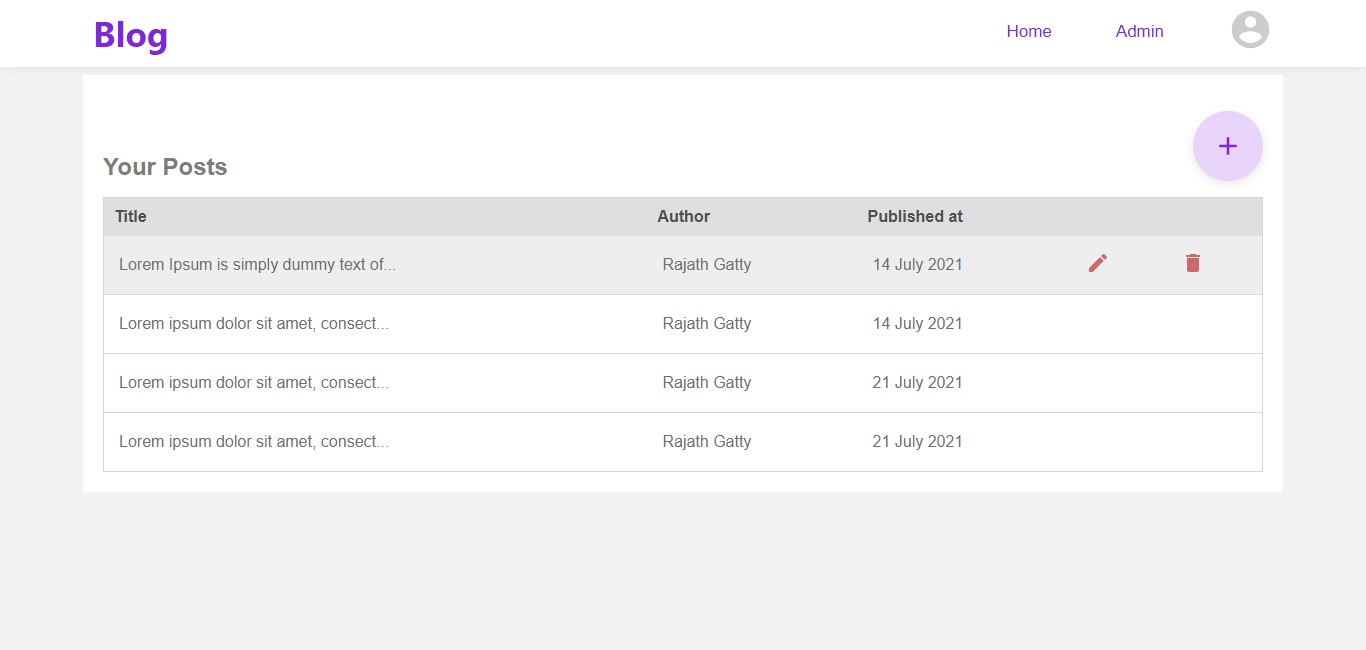 Blog Home Admin
Your Posts
Title Author Published at
Lorem Ipsum is simply dummy text of... Rajath Gatty 14 July 2021
Lorem ipsum dolor sit amet, consect... Rajath Gatty 14 July 2021
Lorem ipsum dolor sit amet, consect... Rajath Gatty 21 July 2021
Lorem ipsum dolor sit amet, consect... Rajath Gatty 21 July 2021